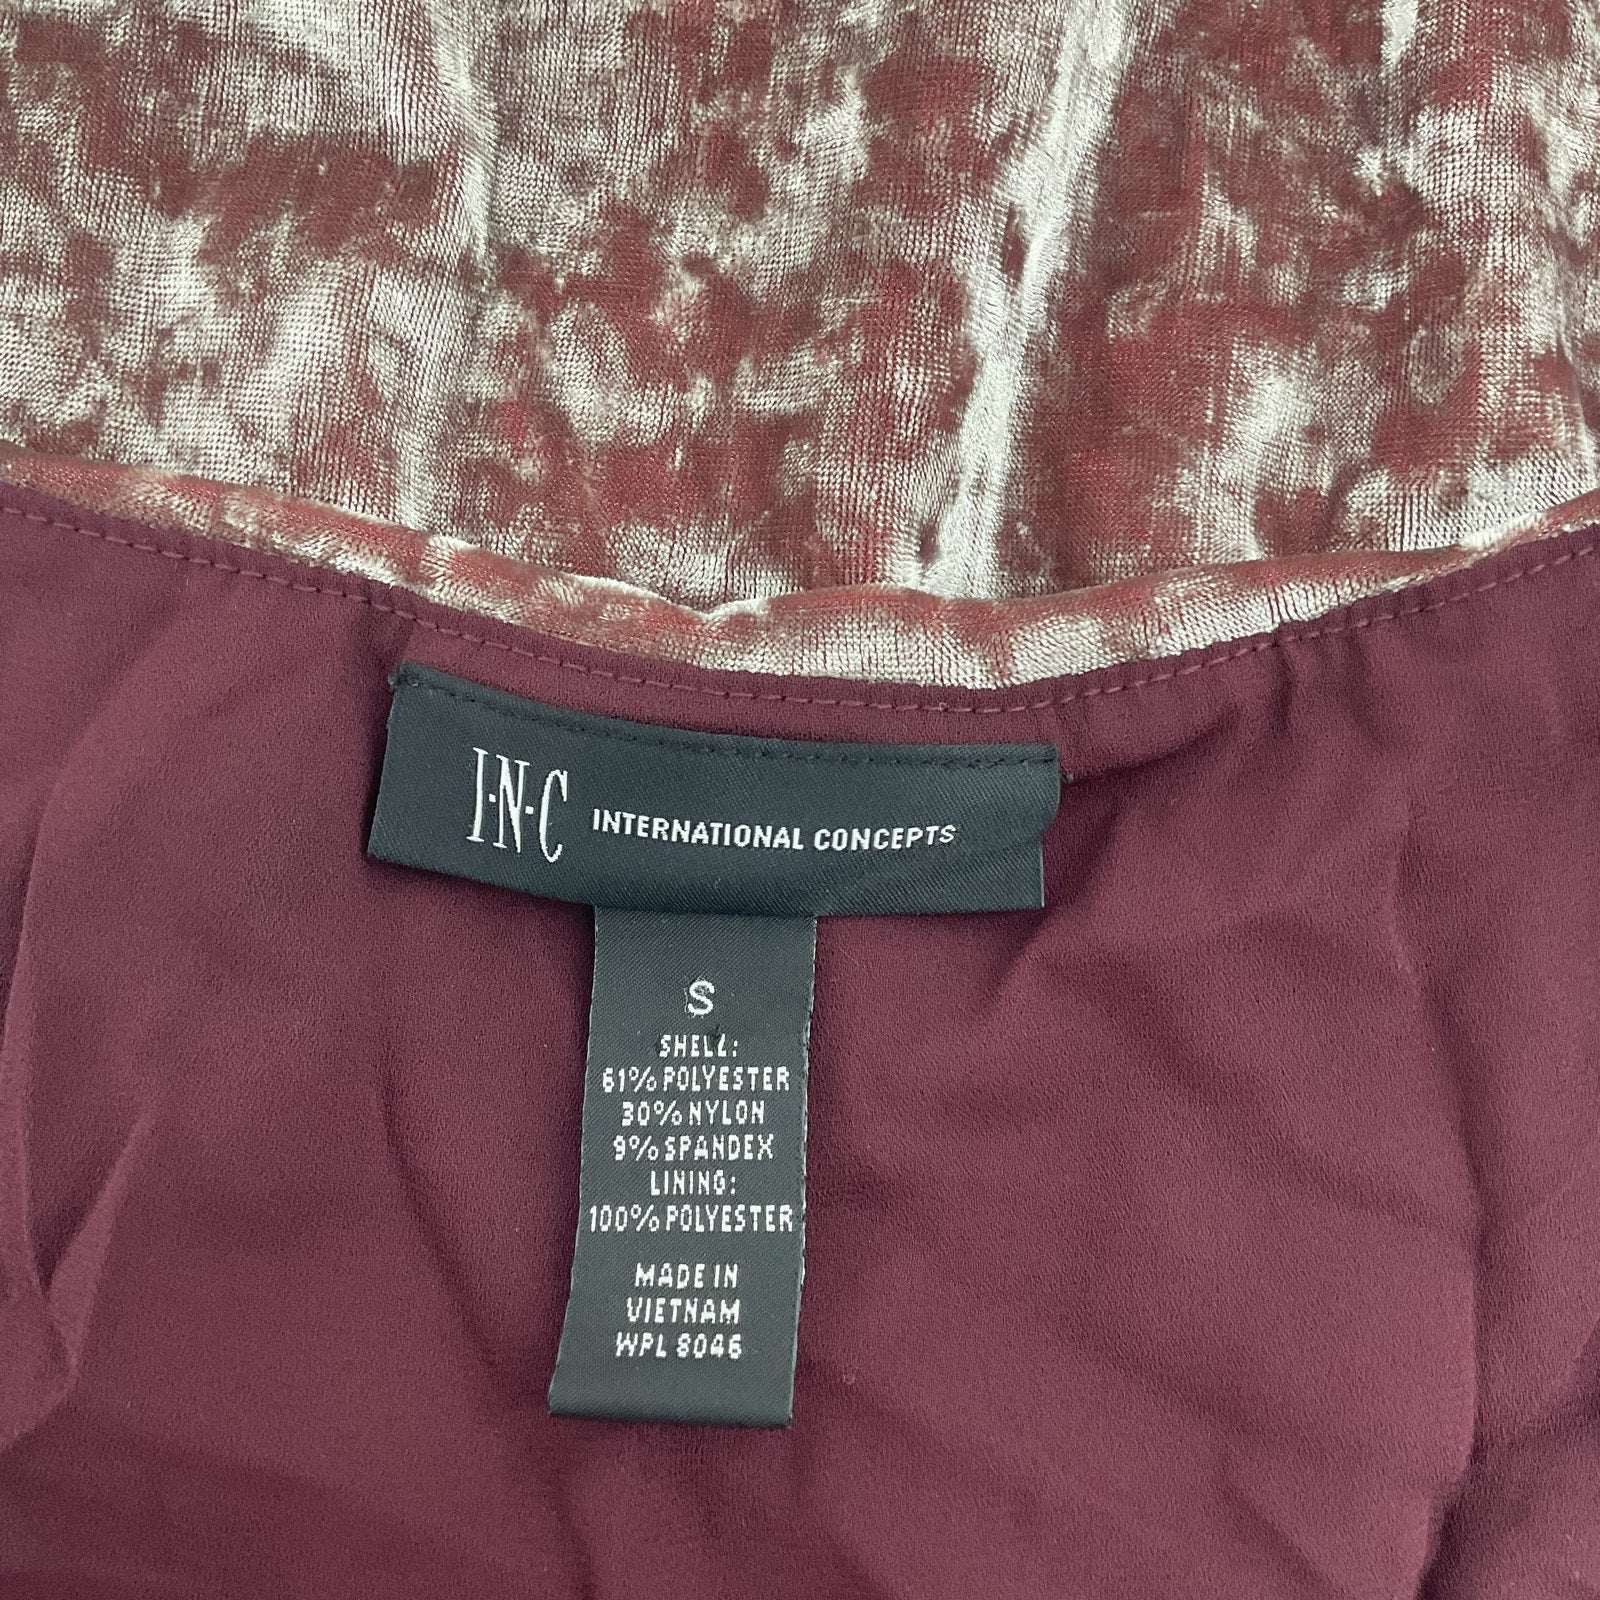 I·N·C INTERNATIONAL CONCEPTS
S
SHELL:
61% POLYESTER
30% NYLON
9% SPANDEX
LINING:
100% POLYESTER
MADE IN
VIETNAM
WPL 8046